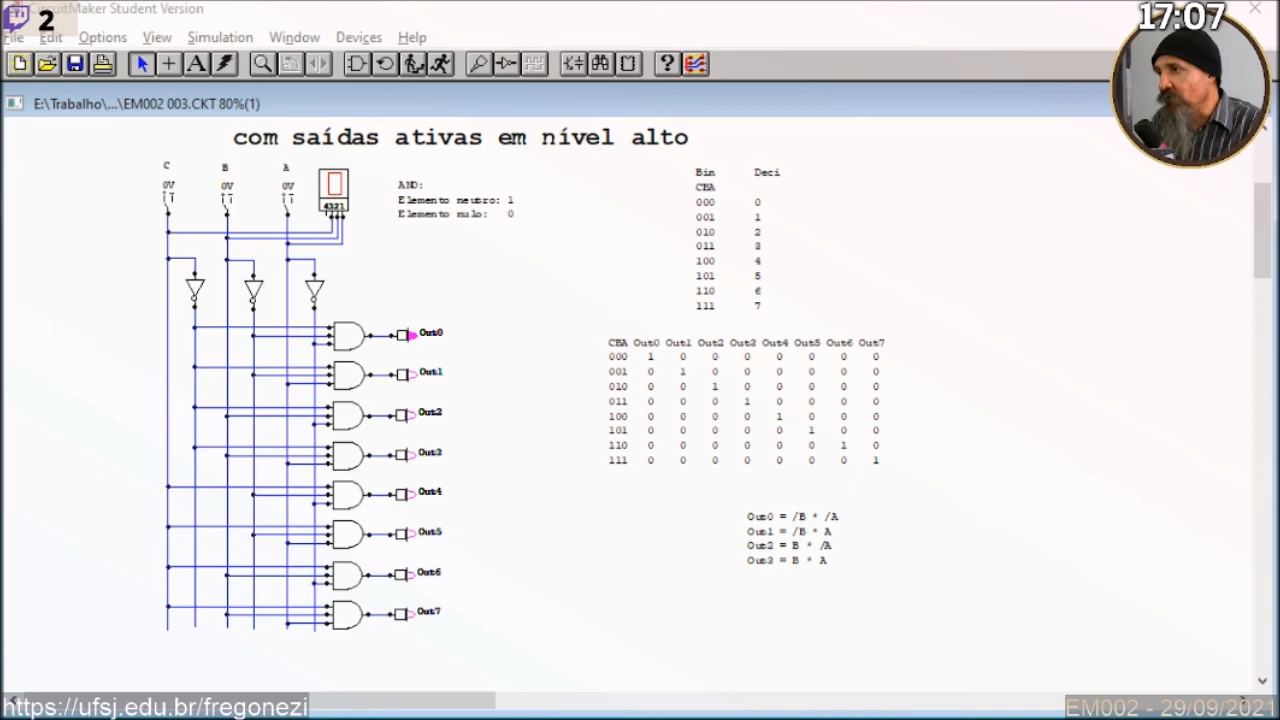 CircuitMaker Student Version
2
17:07
File Edit Options View Simulation Window Devices Help
E:\Trabalho\...\EM002 003.CKT 80%(1)
com saídas ativas em nível alto
C B A
0V 0V 0V
4321
AND:
Elemento neutro: 1
Elemento nulo: 0
Bin Deci
CBA
000 0
001 1
010 2
011 3
100 4
101 5
110 6
111 7
Out0
Out1
Out2
Out3
Out4
Out5
Out6
Out7
CBA Out0 Out1 Out2 Out3 Out4 Out5 Out6 Out7
000 1 0 0 0 0 0 0 0
001 0 1 0 0 0 0 0 0
010 0 0 1 0 0 0 0 0
011 0 0 0 1 0 0 0 0
100 0 0 0 0 1 0 0 0
101 0 0 0 0 0 1 0 0
110 0 0 0 0 0 0 1 0
111 0 0 0 0 0 0 0 1
Out0 = /B * /A
Out1 = /B * A
Out2 = B * /A
Out3 = B * A
https://ufsj.edu.br/fregonezi
EM002 - 29/09/2021